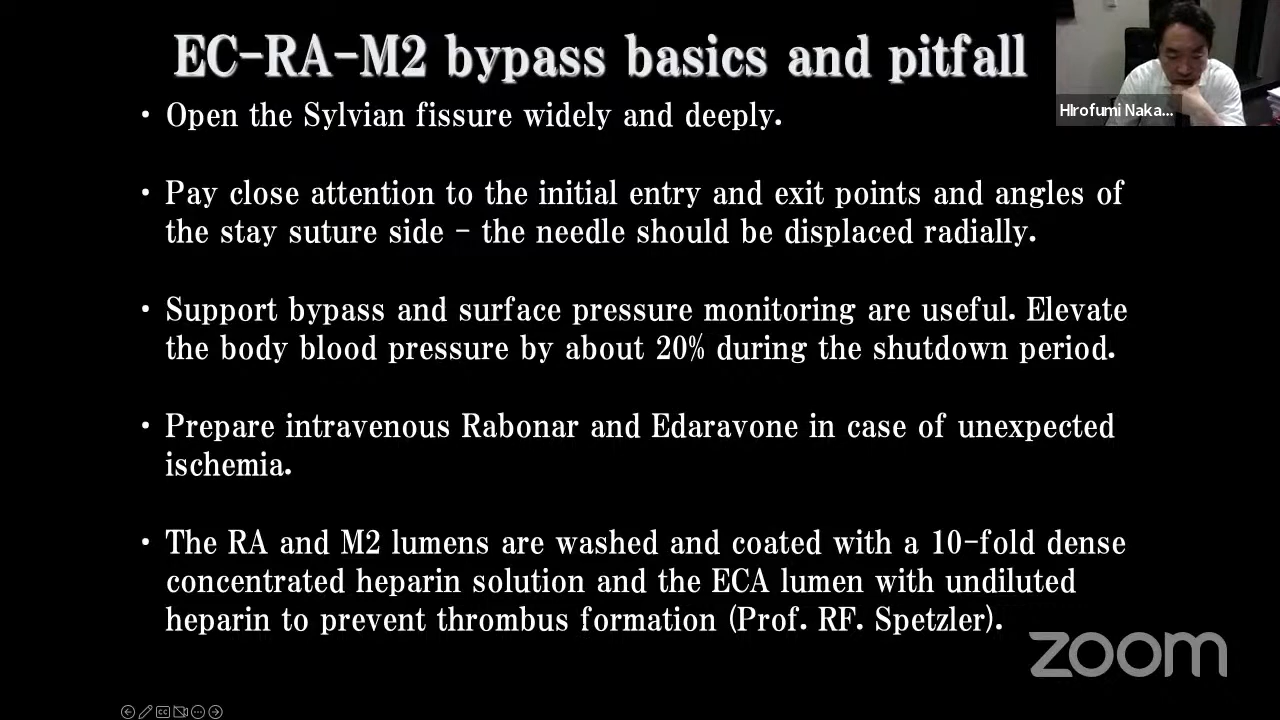 EC-RA-M2 bypass basics and pitfall
HIrofumi Naka...
• Open the Sylvian fissure widely and deeply.
• Pay close attention to the initial entry and exit points and angles of
the stay suture side - the needle should be displaced radially.
• Support bypass and surface pressure monitoring are useful. Elevate
the body blood pressure by about 20% during the shutdown period.
• Prepare intravenous Rabonar and Edaravone in case of unexpected
ischemia.
• The RA and M2 lumens are washed and coated with a 10-fold dense
concentrated heparin solution and the ECA lumen with undiluted
heparin to prevent thrombus formation (Prof. RF. Spetzler).
zoom